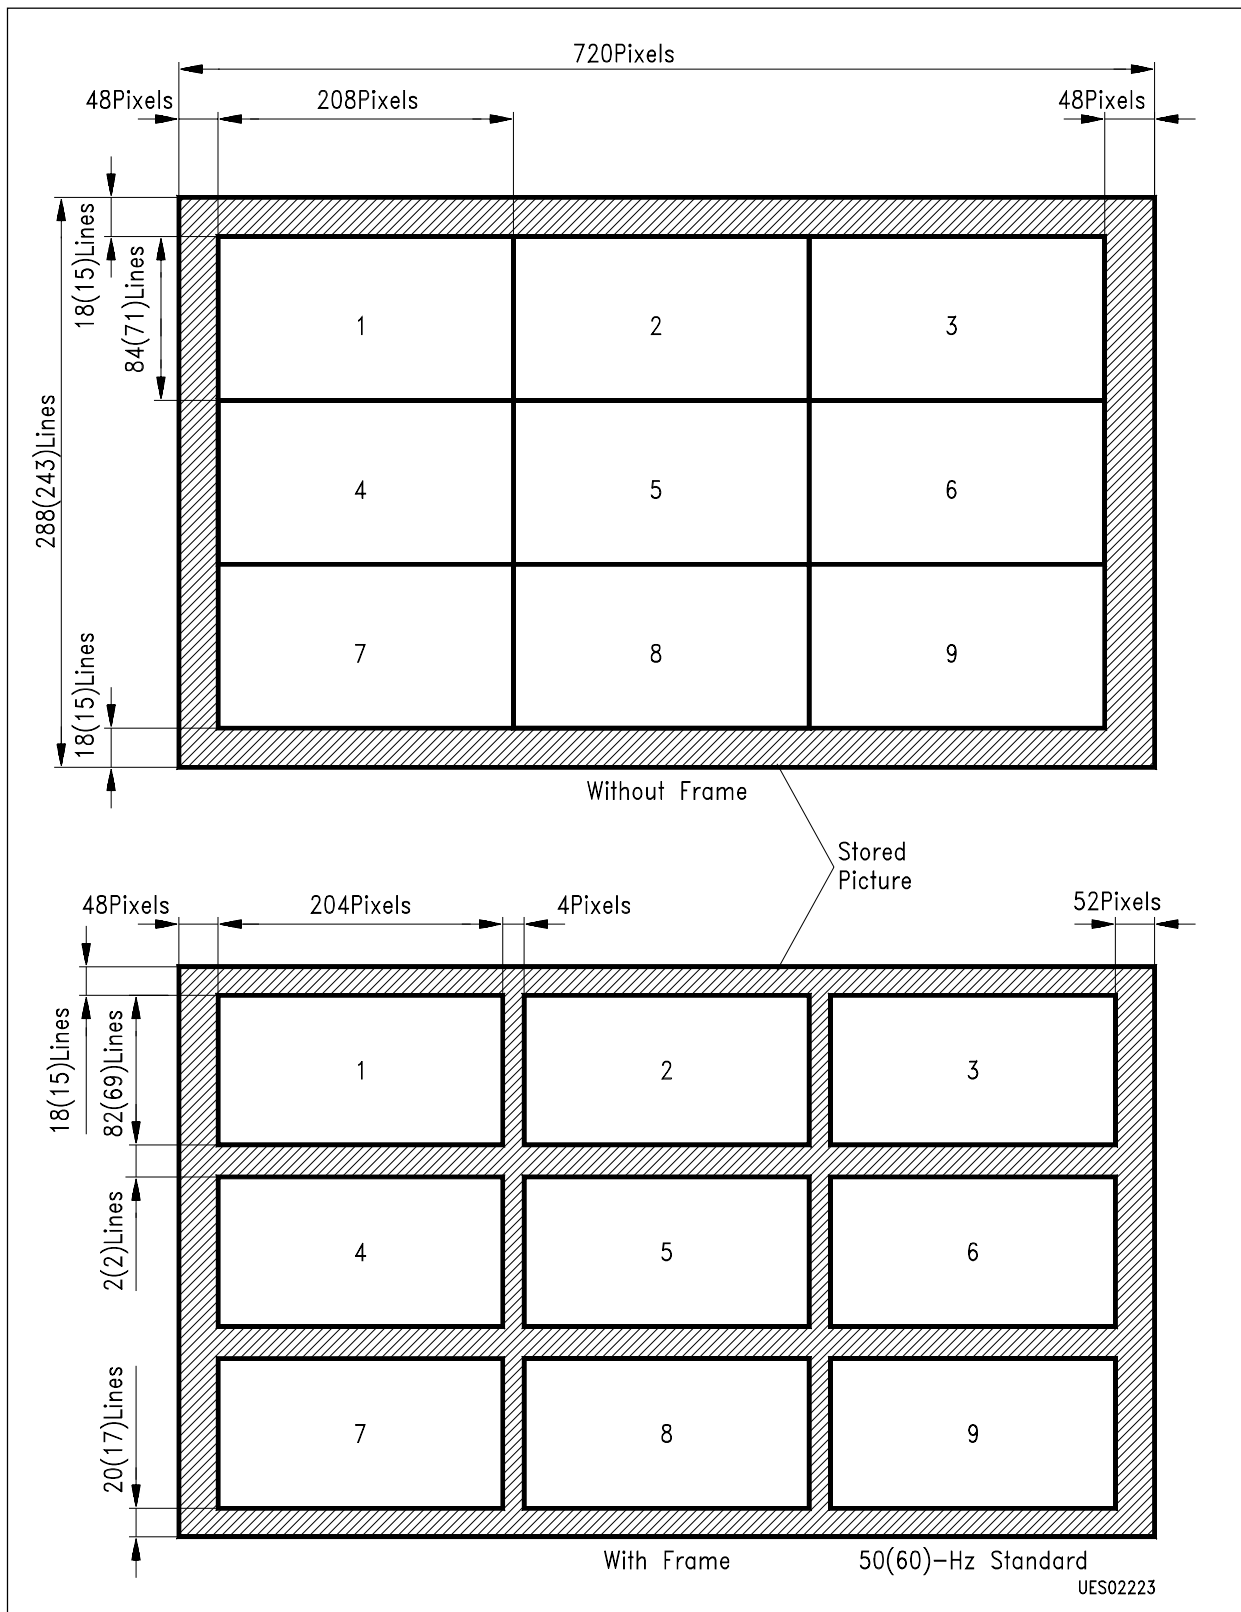 720Pixels
48Pixels
208Pixels
48Pixels
18(15)Lines
84(71)Lines
288(243)Lines
1
2
3
4
5
6
18(15)Lines
7
8
9
Without Frame
Stored
Picture
48Pixels
204Pixels
4Pixels
52Pixels
18(15)Lines
82(69)Lines
1
2
3
2(2)Lines
4
5
6
20(17)Lines
7
8
9
With Frame
50(60)-Hz Standard
UES02223